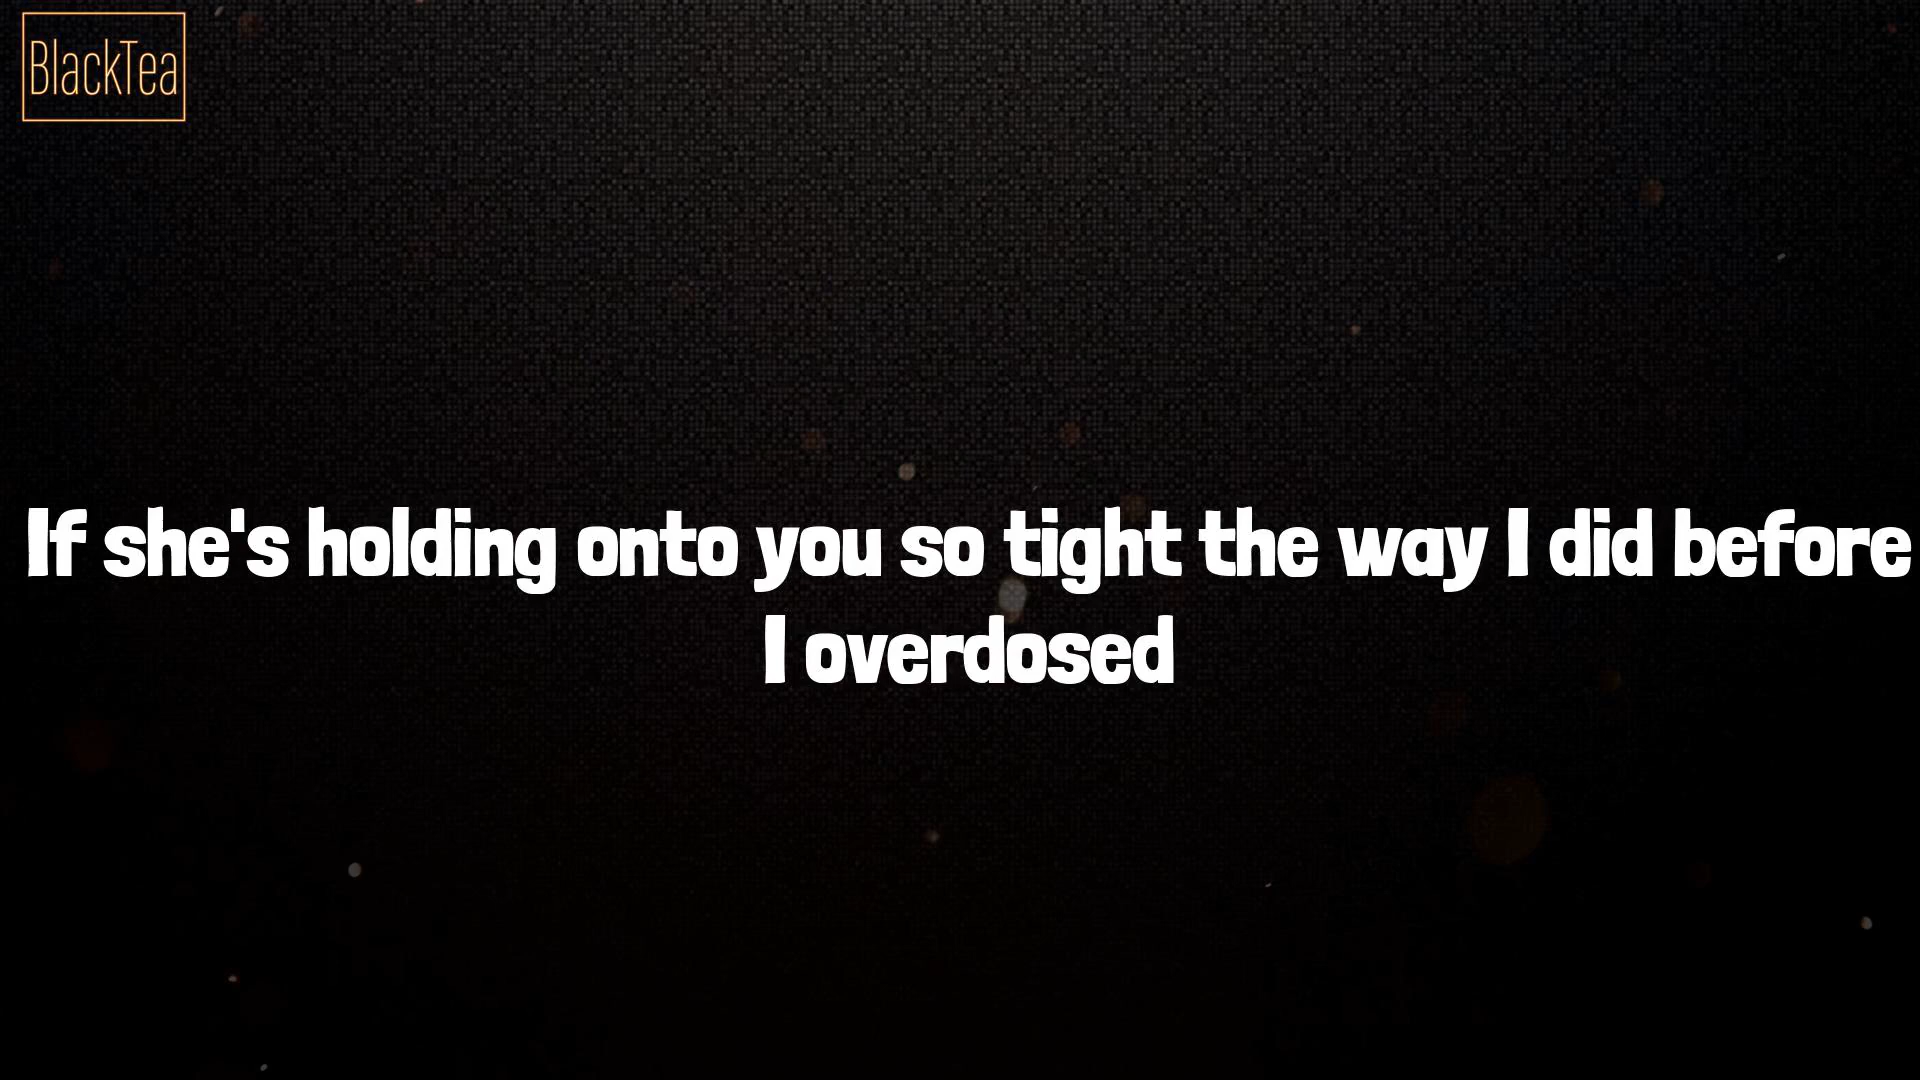 BlackTea
If she's holding onto you so tight the way I did before
I overdosed